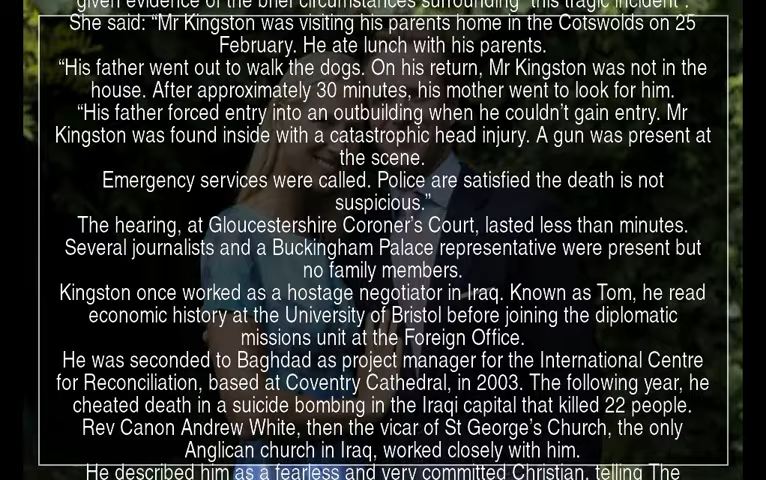 given evidence of the brief circumstances surrounding "this tragic incident".
She said: “Mr Kingston was visiting his parents home in the Cotswolds on 25
February. He ate lunch with his parents.
“His father went out to walk the dogs. On his return, Mr Kingston was not in the
house. After approximately 30 minutes, his mother went to look for him.
“His father forced entry into an outbuilding when he couldn’t gain entry. Mr
Kingston was found inside with a catastrophic head injury. A gun was present at
the scene.
Emergency services were called. Police are satisfied the death is not
suspicious.”
The hearing, at Gloucestershire Coroner’s Court, lasted less than minutes.
Several journalists and a Buckingham Palace representative were present but
no family members.
Kingston once worked as a hostage negotiator in Iraq. Known as Tom, he read
economic history at the University of Bristol before joining the diplomatic
missions unit at the Foreign Office.
He was seconded to Baghdad as project manager for the International Centre
for Reconciliation, based at Coventry Cathedral, in 2003. The following year, he
cheated death in a suicide bombing in the Iraqi capital that killed 22 people.
Rev Canon Andrew White, then the vicar of St George’s Church, the only
Anglican church in Iraq, worked closely with him.
He described him as a fearless and very committed Christian, telling The